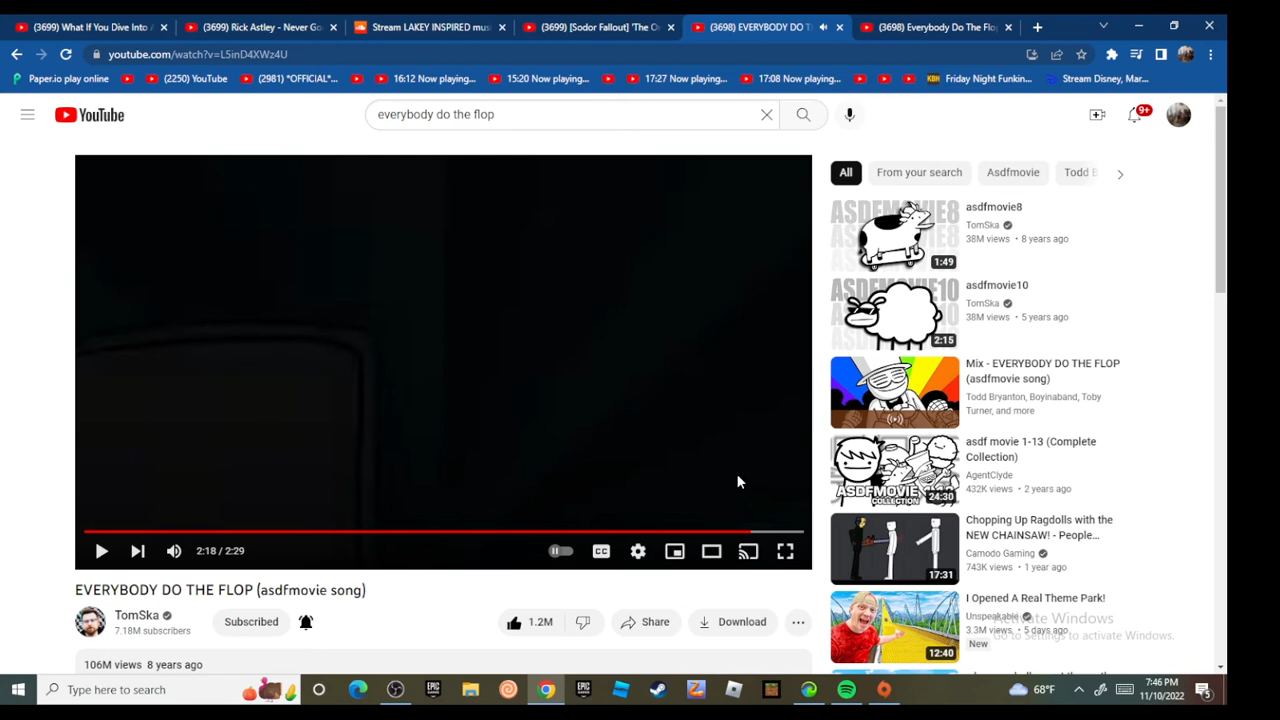 (3699) What If You Dive Into A
(3699) Rick Astley - Never Go
Stream LAKEY INSPIRED mus
(3699) [Sodor Fallout] 'The O
(3698) EVERYBODY DO T
(3698) Everybody Do The Flo
youtube.com/watch?v=L5inD4XWz4U
Paper.io play online
(2250) YouTube
(2981) *OFFICIAL*...
16:12 Now playing...
15:20 Now playing...
17:27 Now playing...
17:08 Now playing...
KBH
Friday Night Funkin...
Stream Disney, Mar...
YouTube
everybody do the flop
9+
All
From your search
Asdfmovie
Todd B
ASDFMOVIE8
1:49
asdfmovie8
TomSka
38M views • 8 years ago
ASDFMOVIE10
2:15
asdfmovie10
TomSka
38M views • 5 years ago
Mix - EVERYBODY DO THE FLOP
(asdfmovie song)
Todd Bryanton, Boyinaband, Toby
Turner, and more
ASDFMOVIE
COLLECTION
24:30
asdf movie 1-13 (Complete
Collection)
AgentClyde
432K views • 2 years ago
17:31
Chopping Up Ragdolls with the
NEW CHAINSAW! - People...
Camodo Gaming
743K views • 1 year ago
12:40
I Opened A Real Theme Park!
Unspeakable
3.3M views • 5 days ago
New
2:18 / 2:29
CC
EVERYBODY DO THE FLOP (asdfmovie song)
TomSka
7.18M subscribers
Subscribed
1.2M
Share
Download
106M views 8 years ago
Activate Windows
Go to Settings to activate Windows.
Type here to search
EPIC
EPIC
68°F
7:46 PM
11/10/2022
5